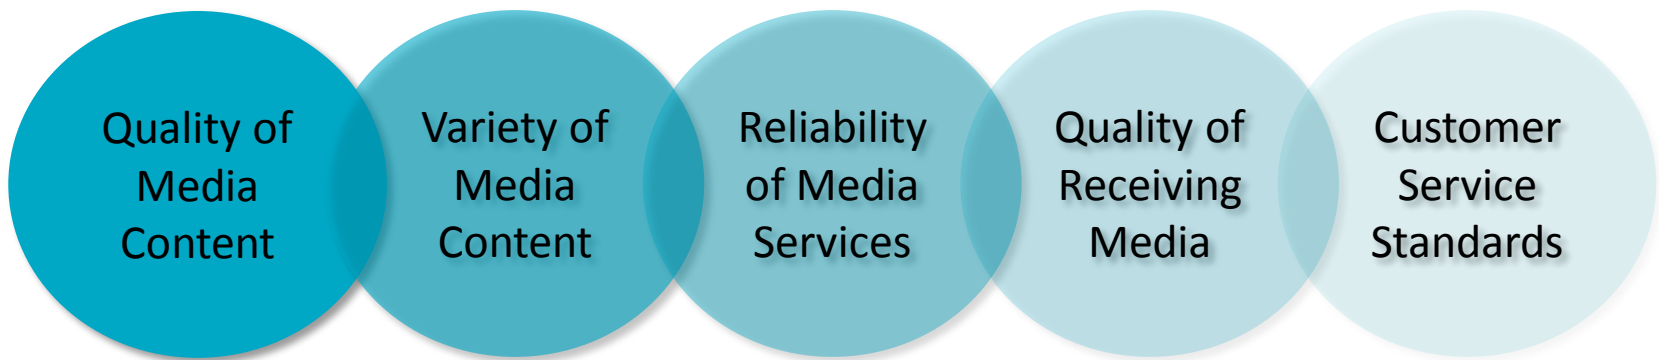 Quality of
Media
Content
Variety of
Media
Content
Reliability
of Media
Services
Quality of
Receiving
Media
Customer
Service
Standards